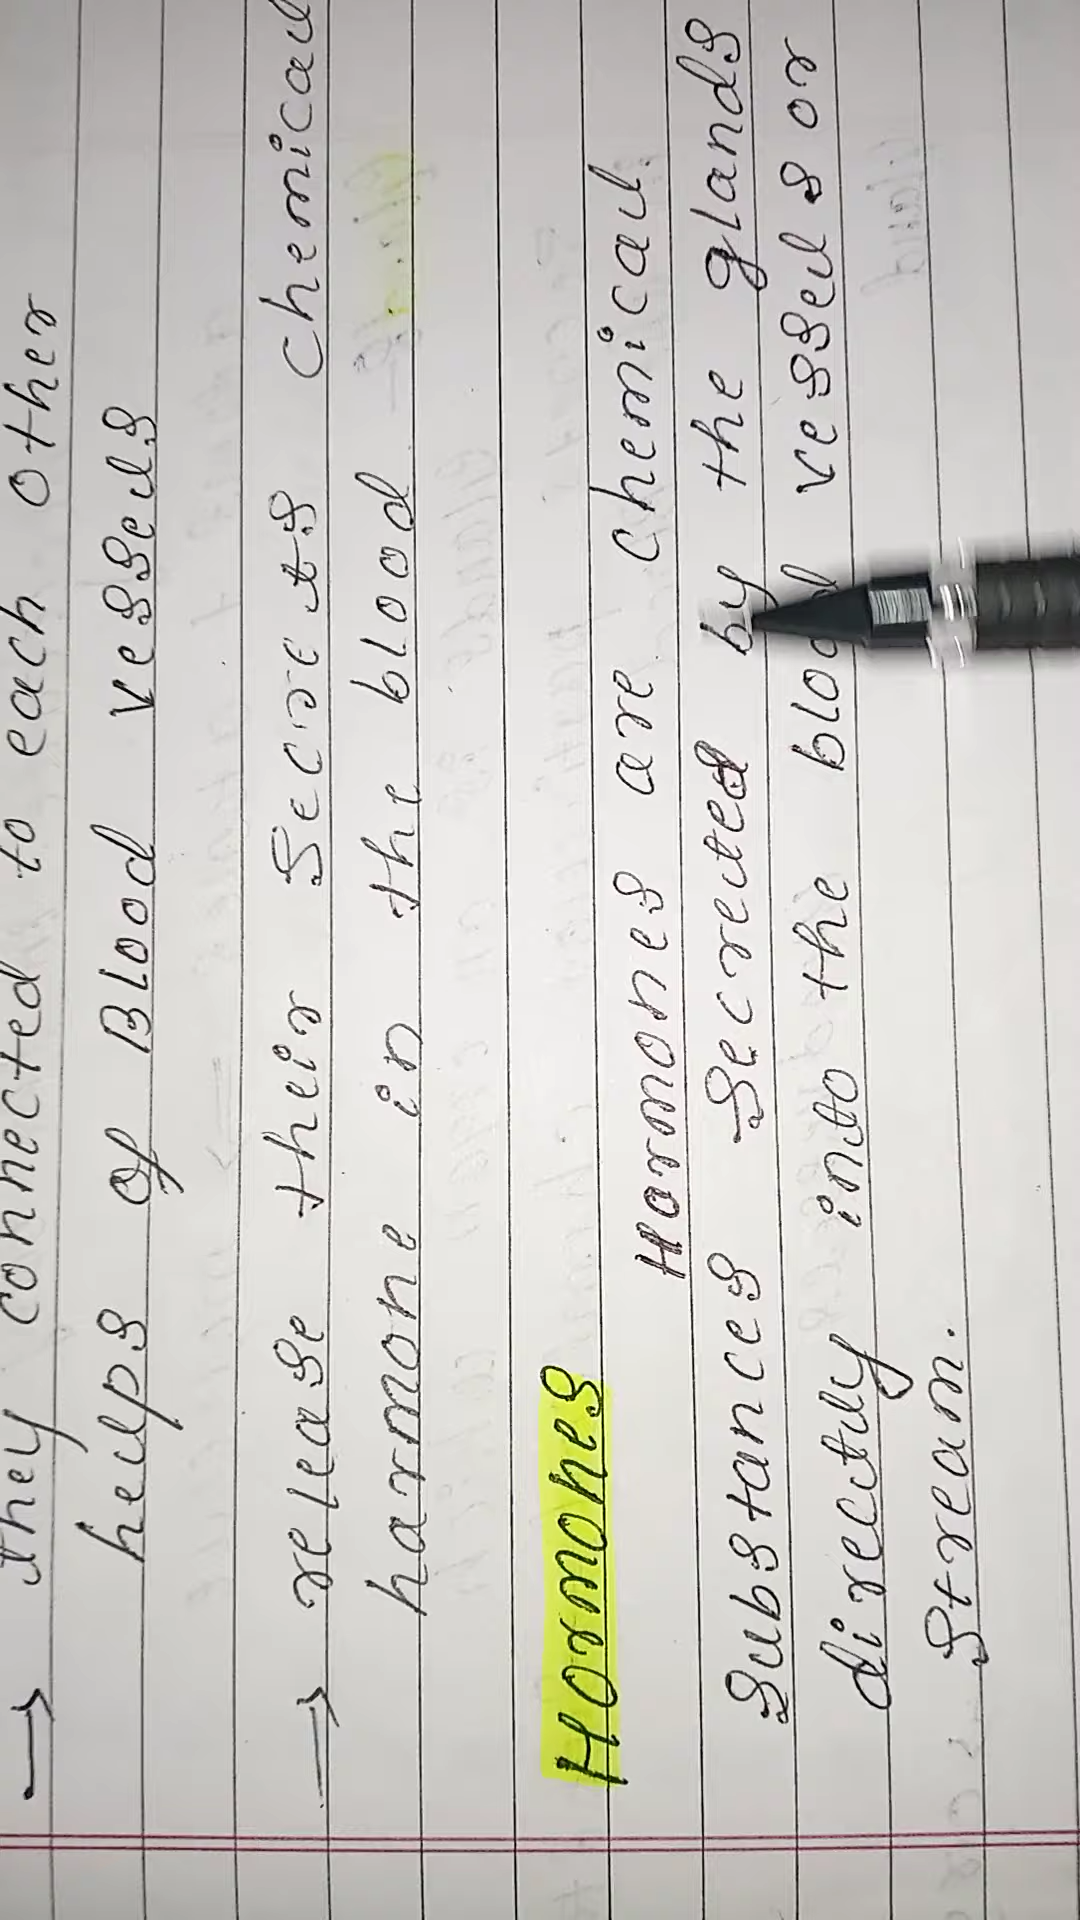 → they connected to each other
helps of Blood vessels
→ release their Secrets chemical
harmone in the blood
Hormones
Hormones are chemical
Substances Secreted by the glands
directly into the blood vessels or
Stream.